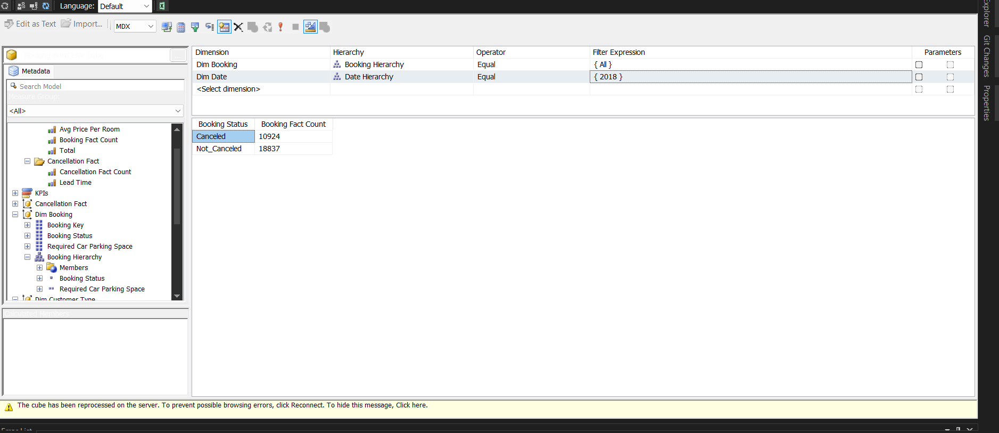 Language: Default
Edit as Text Import... MDX
...
Metadata
Search Model
Measure Group:
<All>
Avg Price Per Room
Booking Fact Count
Total
Cancellation Fact
Cancellation Fact Count
Lead Time
KPIs
Cancellation Fact
Dim Booking
Booking Key
Booking Status
Required Car Parking Space
Booking Hierarchy
Members
Booking Status
Required Car Parking Space
Dim Customer Type
Calculated Members
Dimension Hierarchy Operator Filter Expression Parameters
Dim Booking Booking Hierarchy Equal { All }
Dim Date Date Hierarchy Equal { 2018 }
<Select dimension>
Booking Status Booking Fact Count
Canceled 10924
Not_Canceled 18837
The cube has been reprocessed on the server. To prevent possible browsing errors, click Reconnect. To hide this message, Click here.
Error List
Explorer
Git Changes
Properties